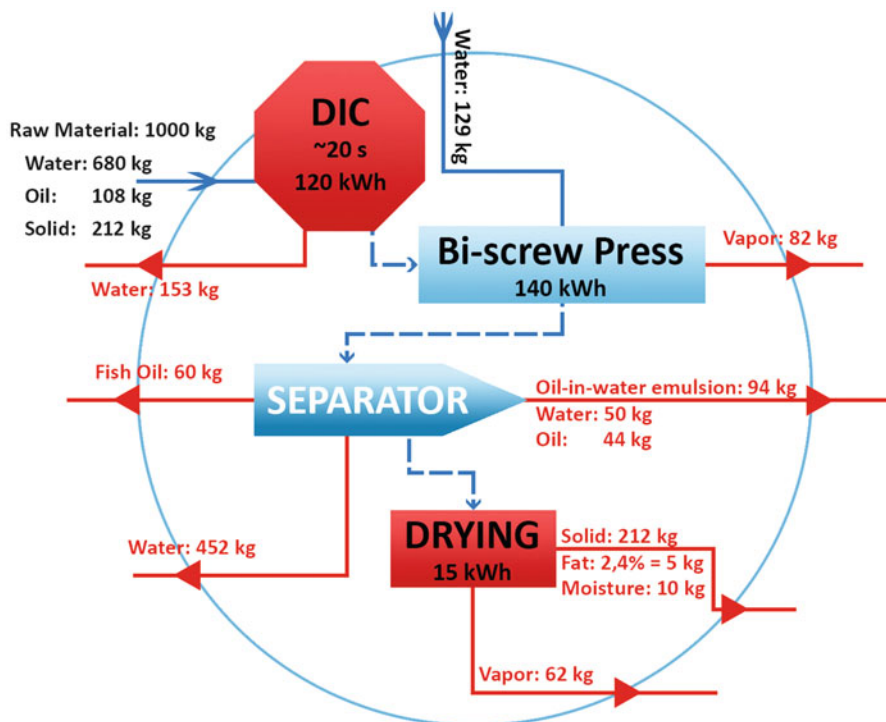 DIC
~20 s
120 kWh
Water: 129 kg
Raw Material: 1000 kg
Water: 680 kg
Oil: 108 kg
Solid: 212 kg
Water: 153 kg
Bi-screw Press
140 kWh
Vapor: 82 kg
Fish Oil: 60 kg
SEPARATOR
Oil-in-water emulsion: 94 kg
Water: 50 kg
Oil: 44 kg
Water: 452 kg
DRYING
15 kWh
Solid: 212 kg
Fat: 2,4% = 5 kg
Moisture: 10 kg
Vapor: 62 kg